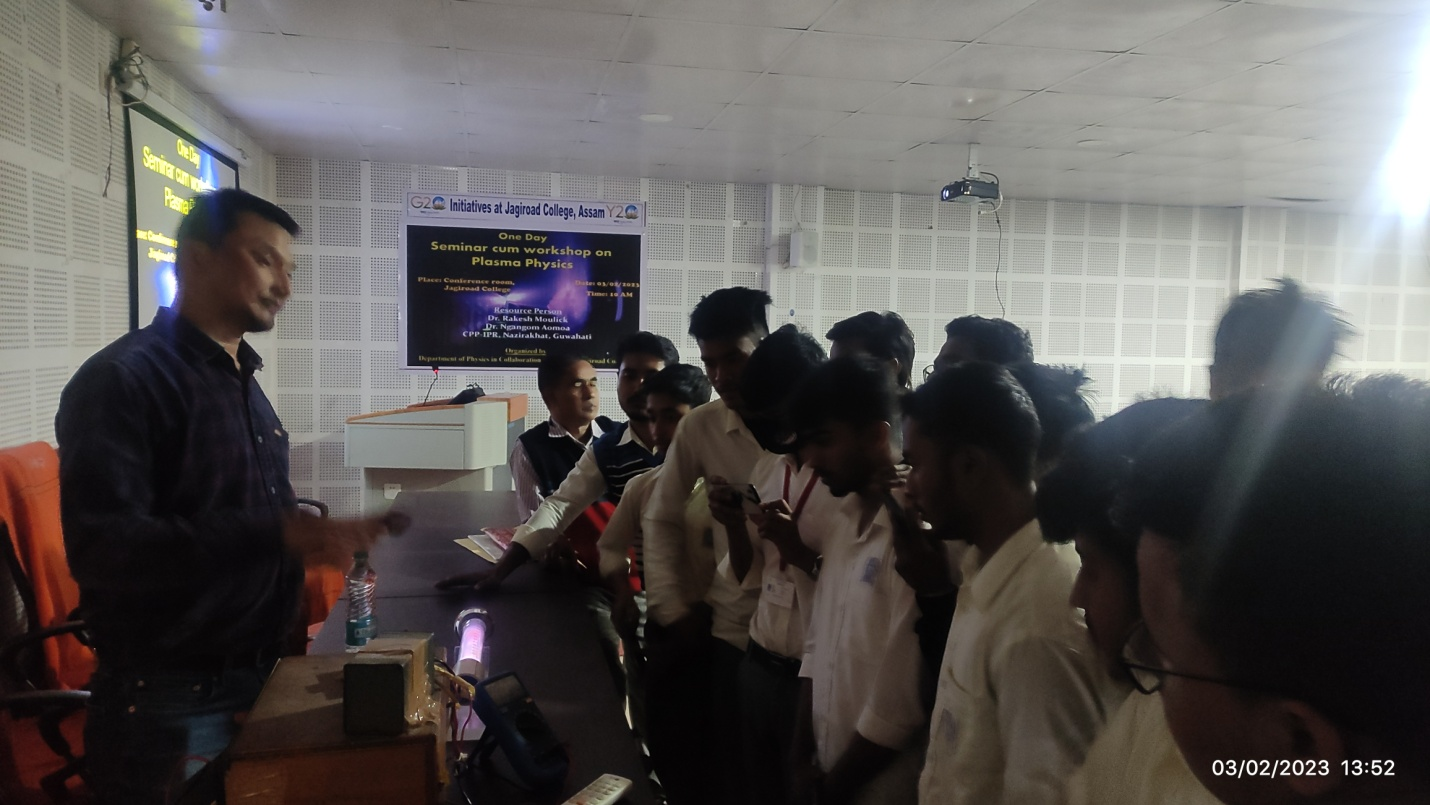 One Day
Seminar cum
Plasma
G20 Initiatives at Jagiroad College, Assam Y20
One Day
Seminar cum workshop on
Plasma Physics
Place: Conference room, Date: 03/02/2023
Jagiroad College Time: 10 AM
Resource Person
Dr. Rakesh Moulick
Dr. Ngangom Aomoa
CPP-IPR, Nazirakhat, Guwahati
Organized by
Department of Physics in Collaboration
03/02/2023 13:52